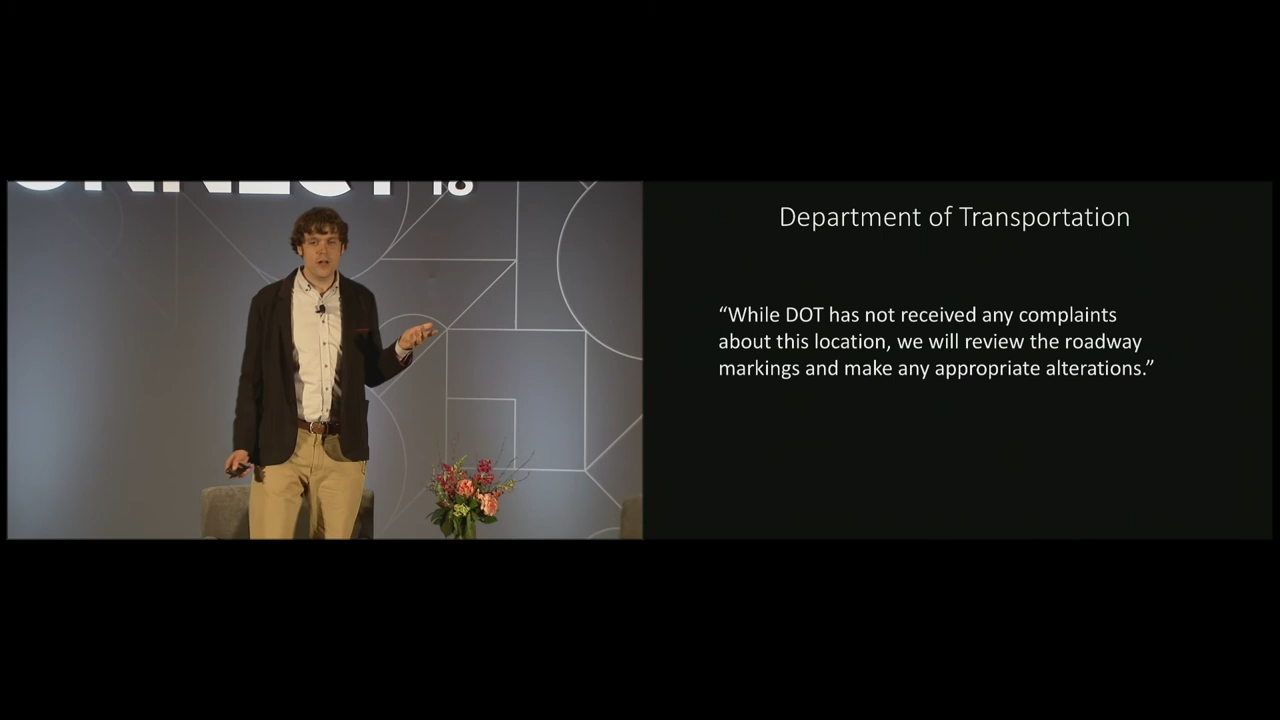 18
Department of Transportation
“While DOT has not received any complaints
about this location, we will review the roadway
markings and make any appropriate alterations.”